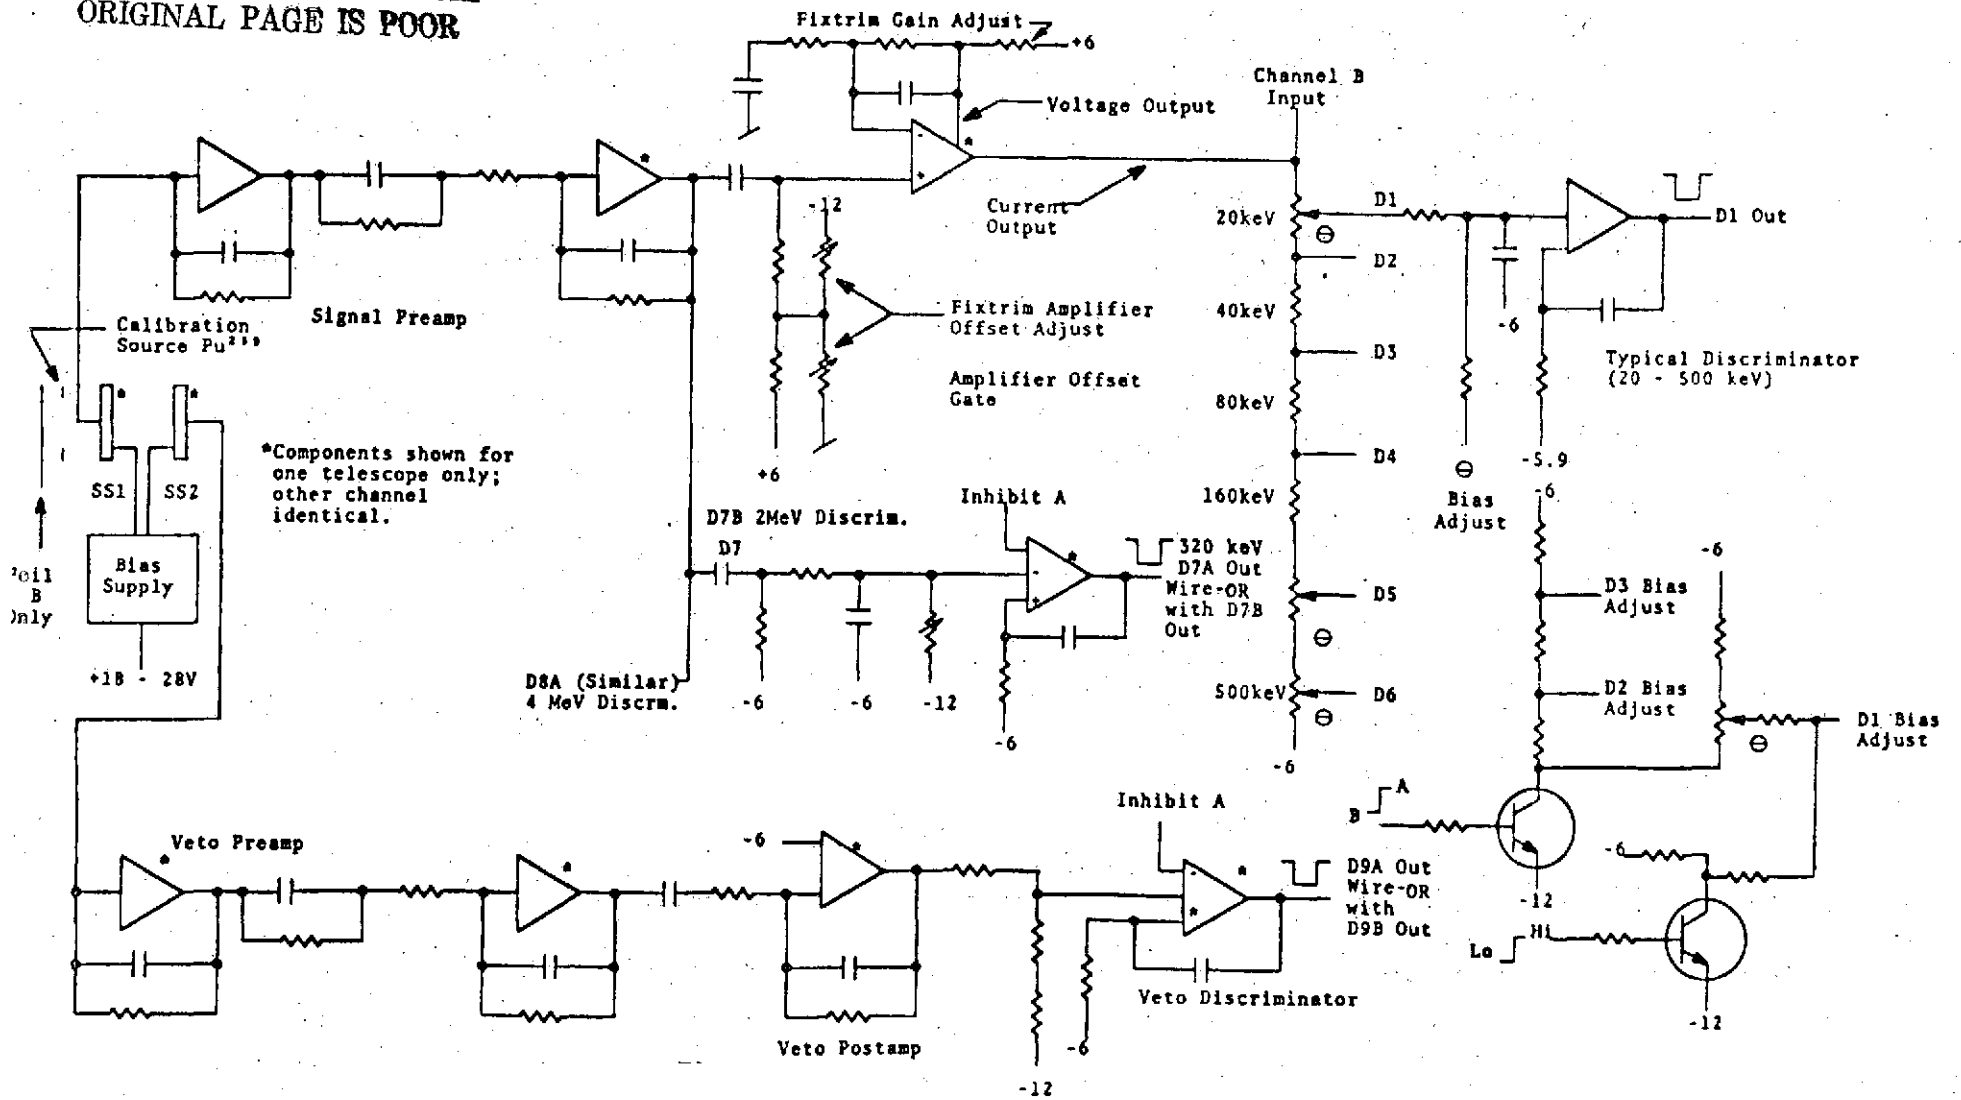 ORIGINAL PAGE IS POOR
Fixtrim Gain Adjust
+6
Voltage Output
Channel B
Input
-
*
+
Current
Output
*
-12
Signal Preamp
Fixtrim Amplifier
Offset Adjust
Amplifier Offset
Gate
+6
Calibration
Source Pu²³⁹
*
*
SS1
SS2
Bias
Supply
+18 - 28V
B
*Components shown for
one telescope only;
other channel
identical.
20keV
40keV
80keV
160keV
500keV
-6
D1
D2
D3
D4
D5
D6
⊖
⊖
⊖
-
D1 Out
-6
-5.9
Typical Discriminator
(20 - 500 keV)
⊖
Bias
Adjust
D7B 2MeV Discrim.
D7
-6
-6
-12
Inhibit A
-
*
+
-6
320 keV
D7A Out
Wire-OR
with D7B
Out
D8A (Similar)
4 MeV Discrm.
-6
D3 Bias
Adjust
D2 Bias
Adjust
-6
⊖
D1 Bias
Adjust
B
A
-12
-6
Lo
Hi
-12
Veto Preamp
*
*
-6
*
Veto Postamp
-12
Inhibit A
-
*
*
-6
Veto Discriminator
D9A Out
Wire-OR
with
D9B Out